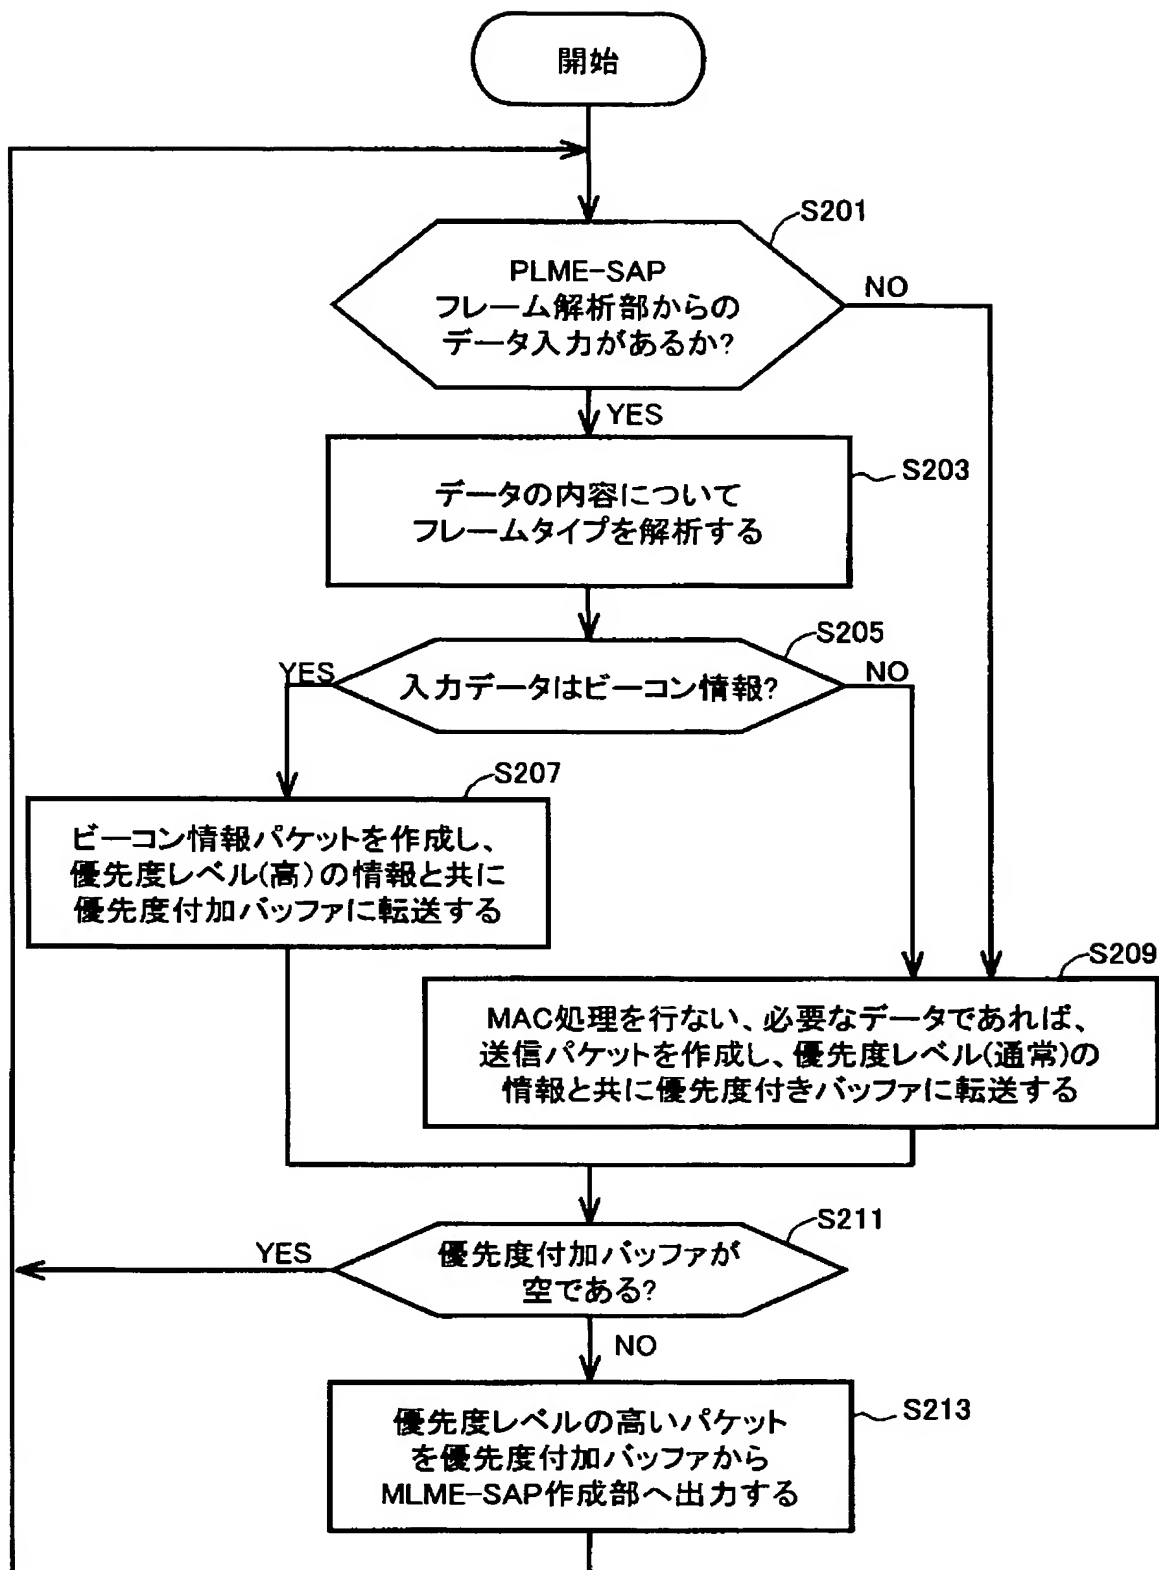 開始
S201
PLME-SAP
フレーム解析部からの
データ入力があるか?
NO
YES
S203
データの内容について
フレームタイプを解析する
S205
YES
入力データはビーコン情報?
NO
S207
ビーコン情報パケットを作成し、
優先度レベル(高)の情報と共に
優先度付加バッファに転送する
S209
MAC処理を行ない、必要なデータであれば、
送信パケットを作成し、優先度レベル(通常)の
情報と共に優先度付きバッファに転送する
S211
YES
優先度付加バッファが
空である?
NO
S213
優先度レベルの高いパケット
を優先度付加バッファから
MLME-SAP作成部へ出力する